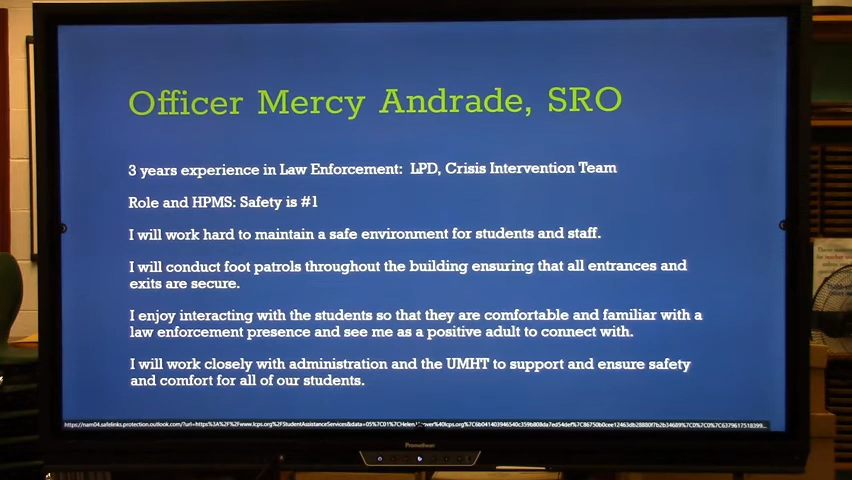 Officer Mercy Andrade, SRO
3 years experience in Law Enforcement: LPD, Crisis Intervention Team
Role and HPMS: Safety is #1
I will work hard to maintain a safe environment for students and staff.
I will conduct foot patrols throughout the building ensuring that all entrances and
exits are secure.
I enjoy interacting with the students so that they are comfortable and familiar with a
law enforcement presence and see me as a positive adult to connect with.
I will work closely with administration and the UMHT to support and ensure safety
and comfort for all of our students.
Promethean